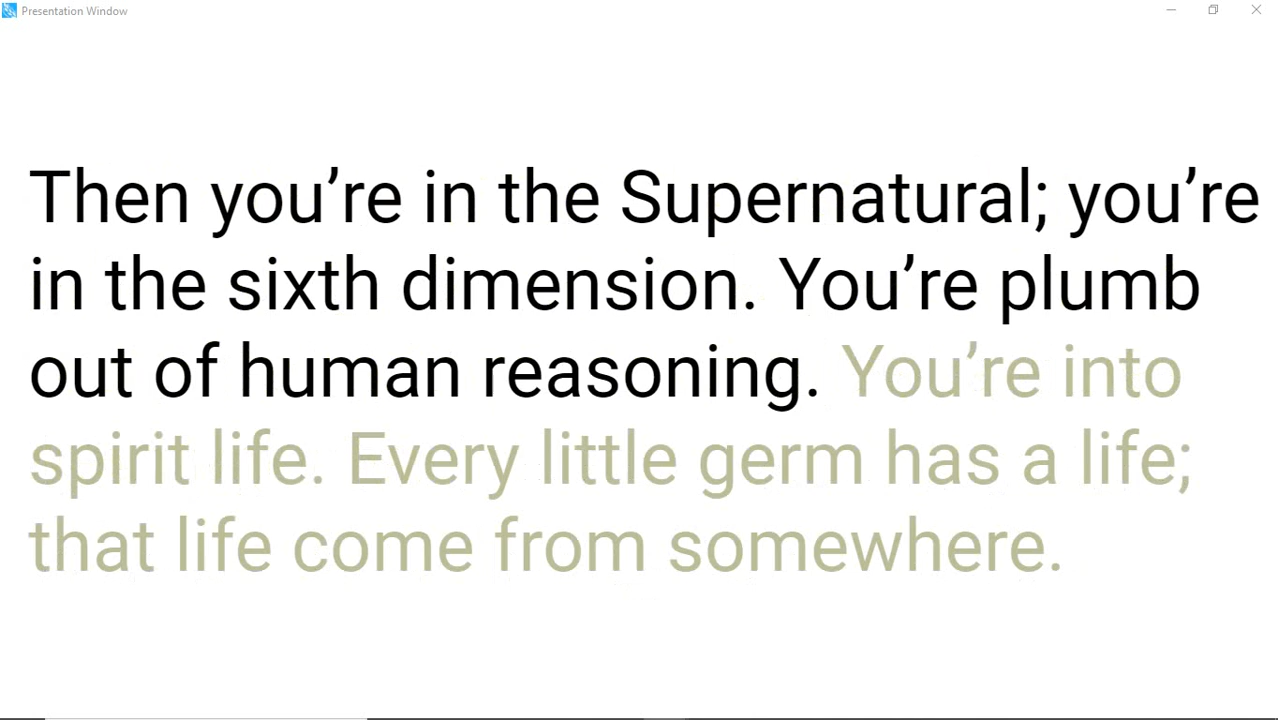 Presentation Window
Then you’re in the Supernatural; you’re
in the sixth dimension. You’re plumb
out of human reasoning. You’re into
spirit life. Every little germ has a life;
that life come from somewhere.